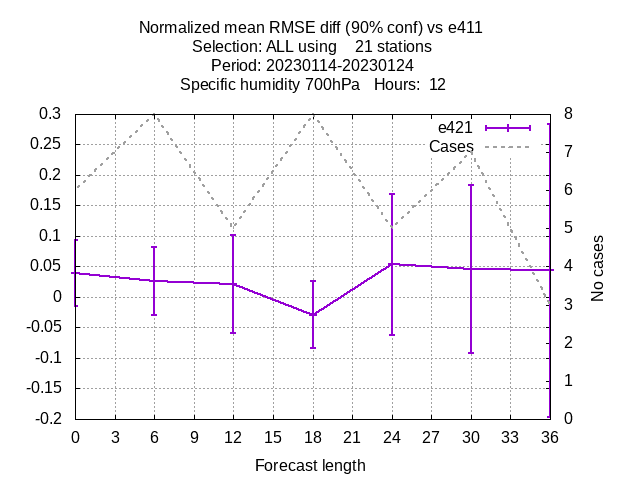 Normalized mean RMSE diff (90% conf) vs e411
Selection: ALL using    21 stations
Period: 20230114-20230124
Specific humidity 700hPa   Hours:  12
0.3
0.25
0.2
0.15
0.1
0.05
0
-0.05
-0.1
-0.15
-0.2
e421
Cases
8
7
6
5
4
3
2
1
0
No cases
0 3 6 9 12 15 18 21 24 27 30 33 36
Forecast length